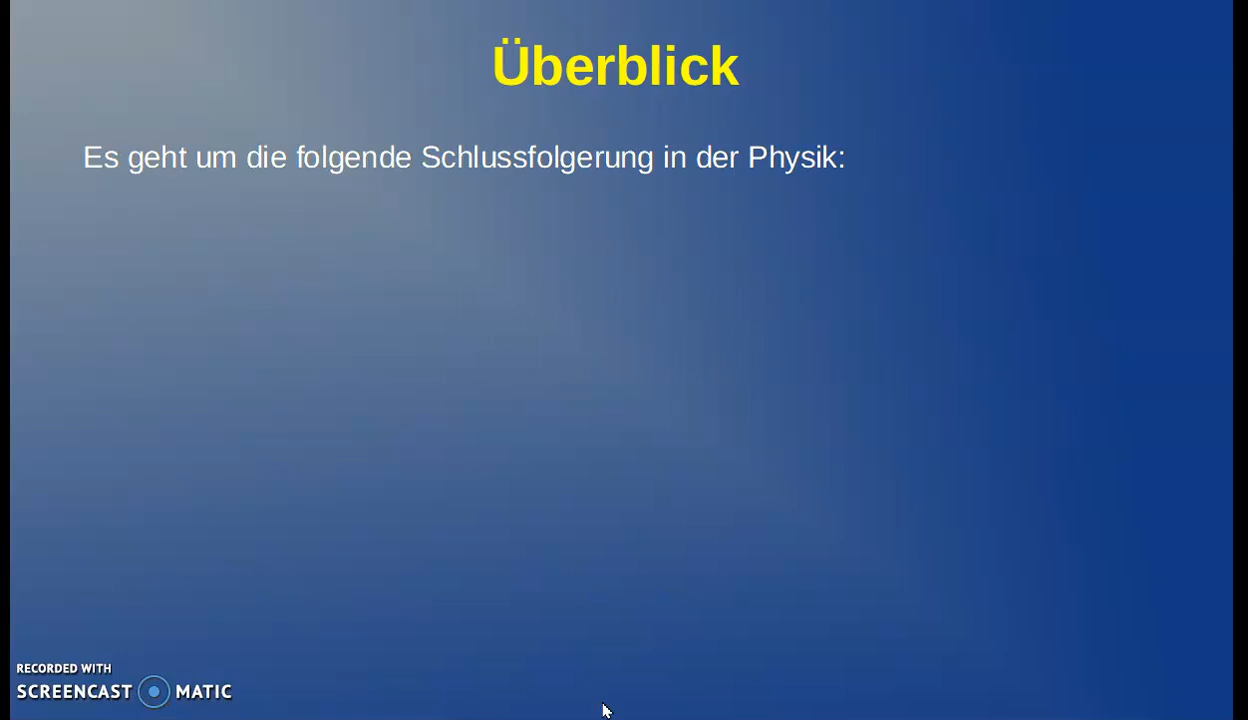 Überblick
Es geht um die folgende Schlussfolgerung in der Physik:
RECORDED WITH
SCREENCAST MATIC